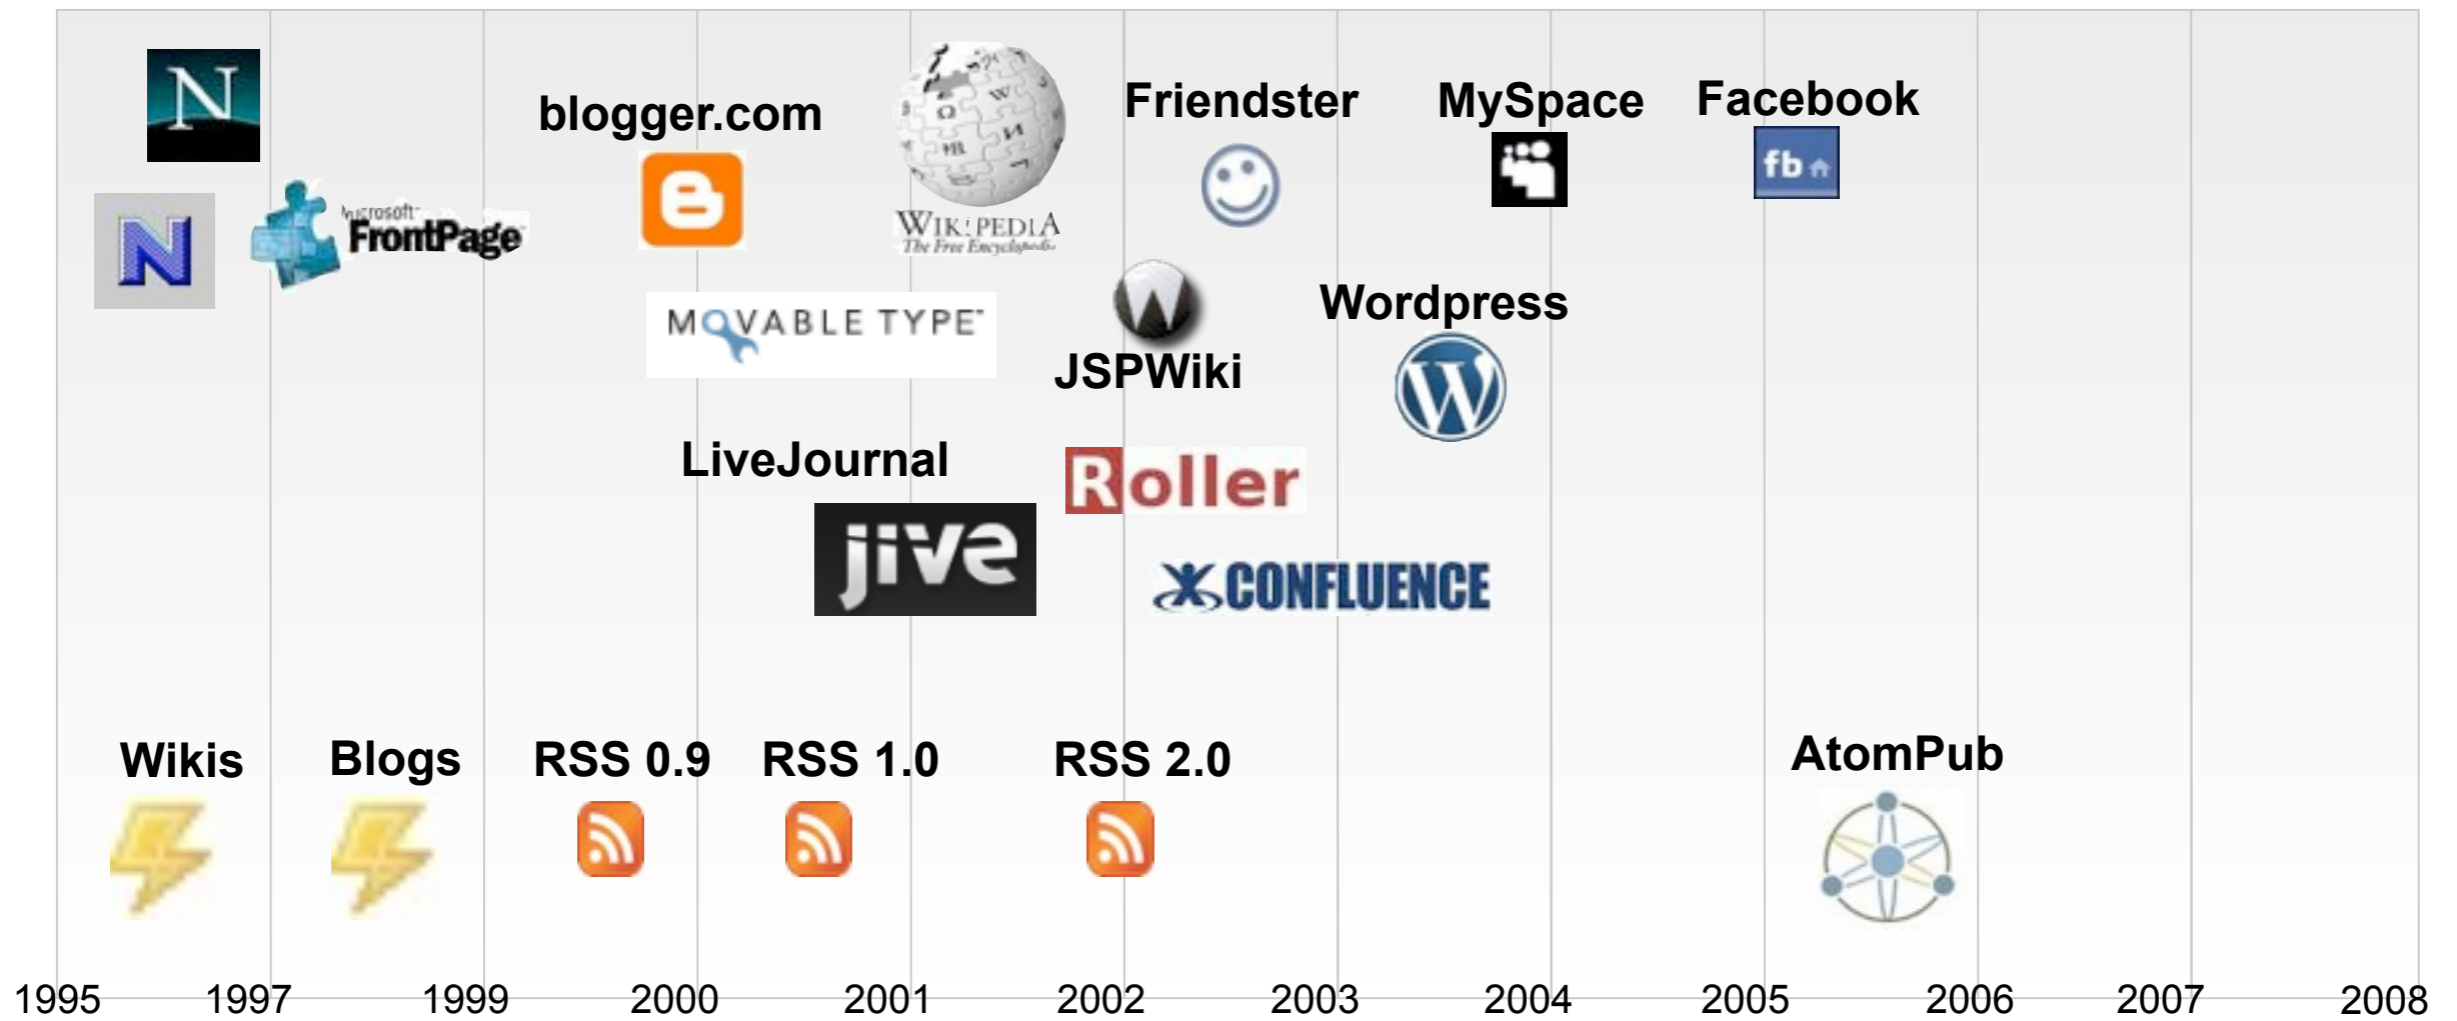 N
blogger.com
WIKIPEDIA
The Free Encyclopedia
Friendster
MySpace
Facebook
fb
N
Microsoft
FrontPage
B
MOVABLE TYPE™
W
JSPWiki
Wordpress
W
LiveJournal
jive
Roller
CONFLUENCE
Wikis
Blogs
RSS 0.9
RSS 1.0
RSS 2.0
AtomPub
1995 1997 1999 2000 2001 2002 2003 2004 2005 2006 2007 2008